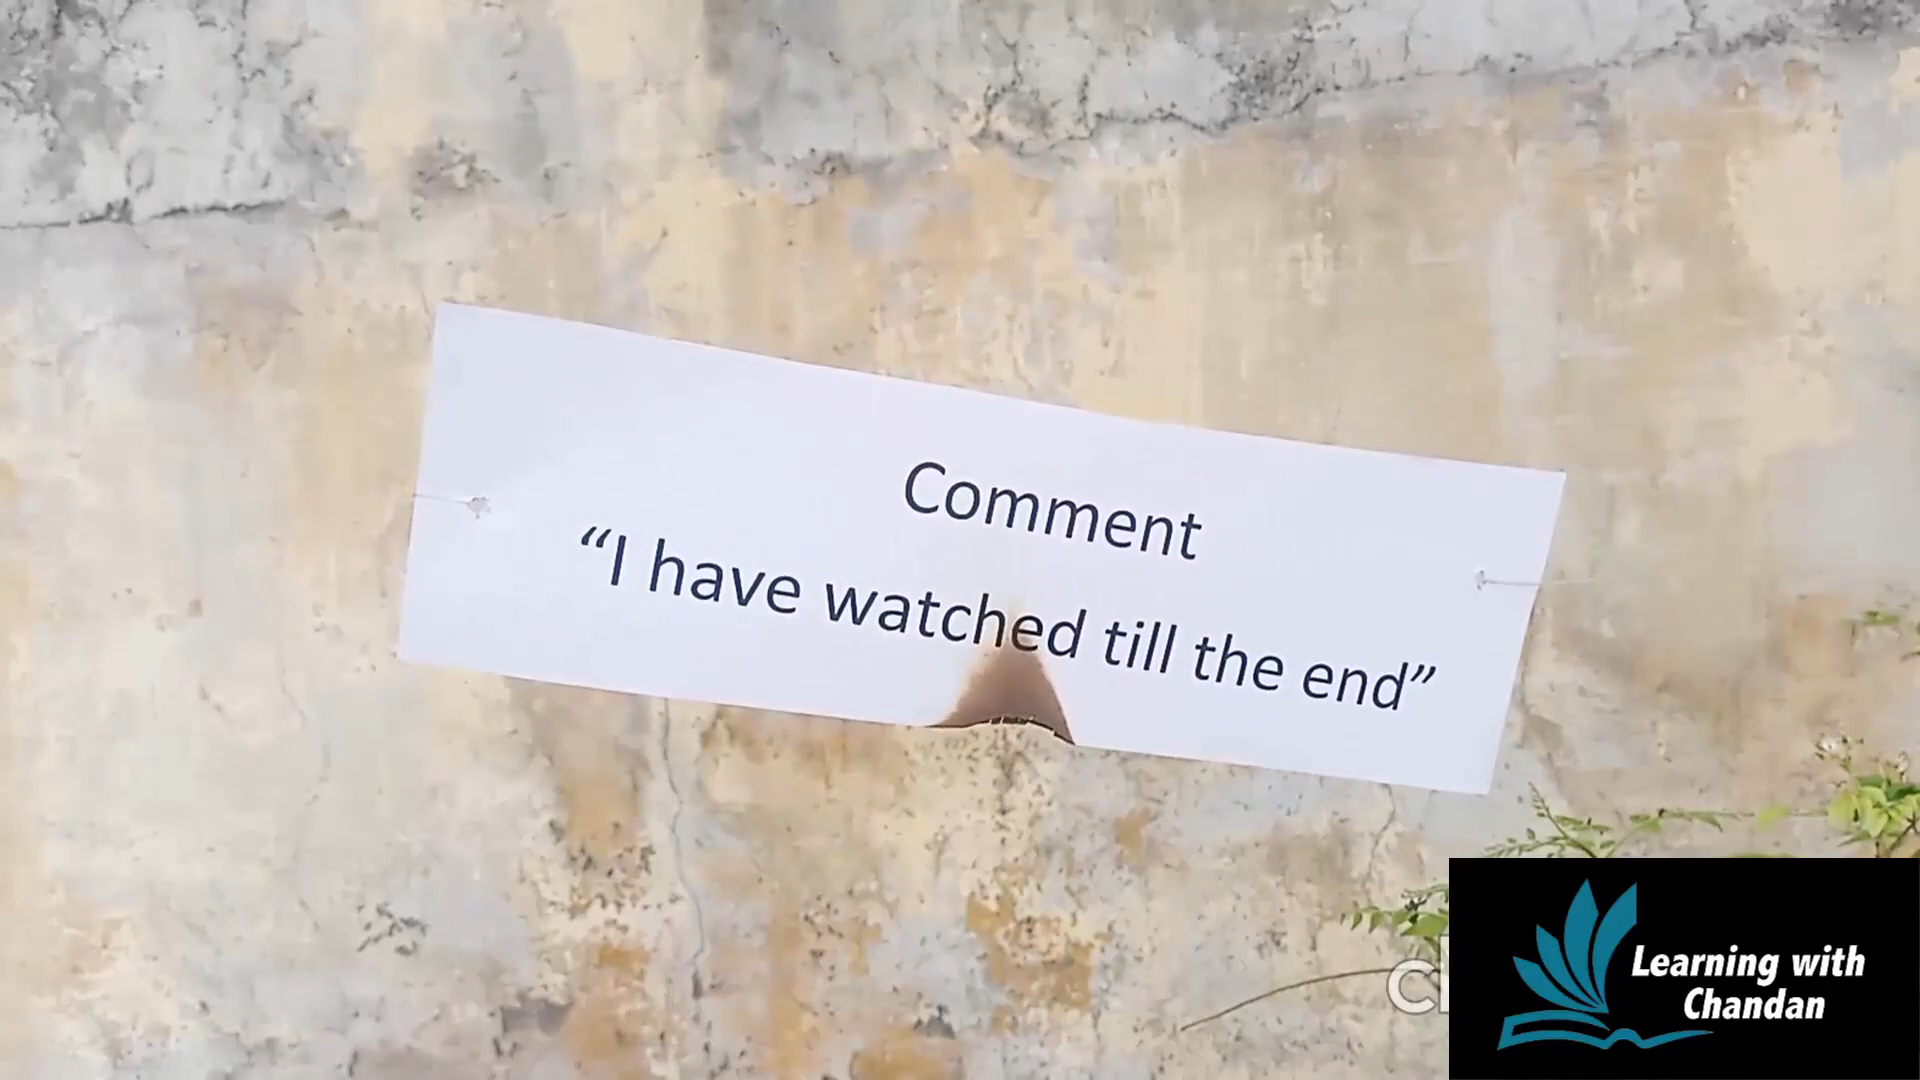 Comment
“I have watched till the end”
Learning with
Chandan